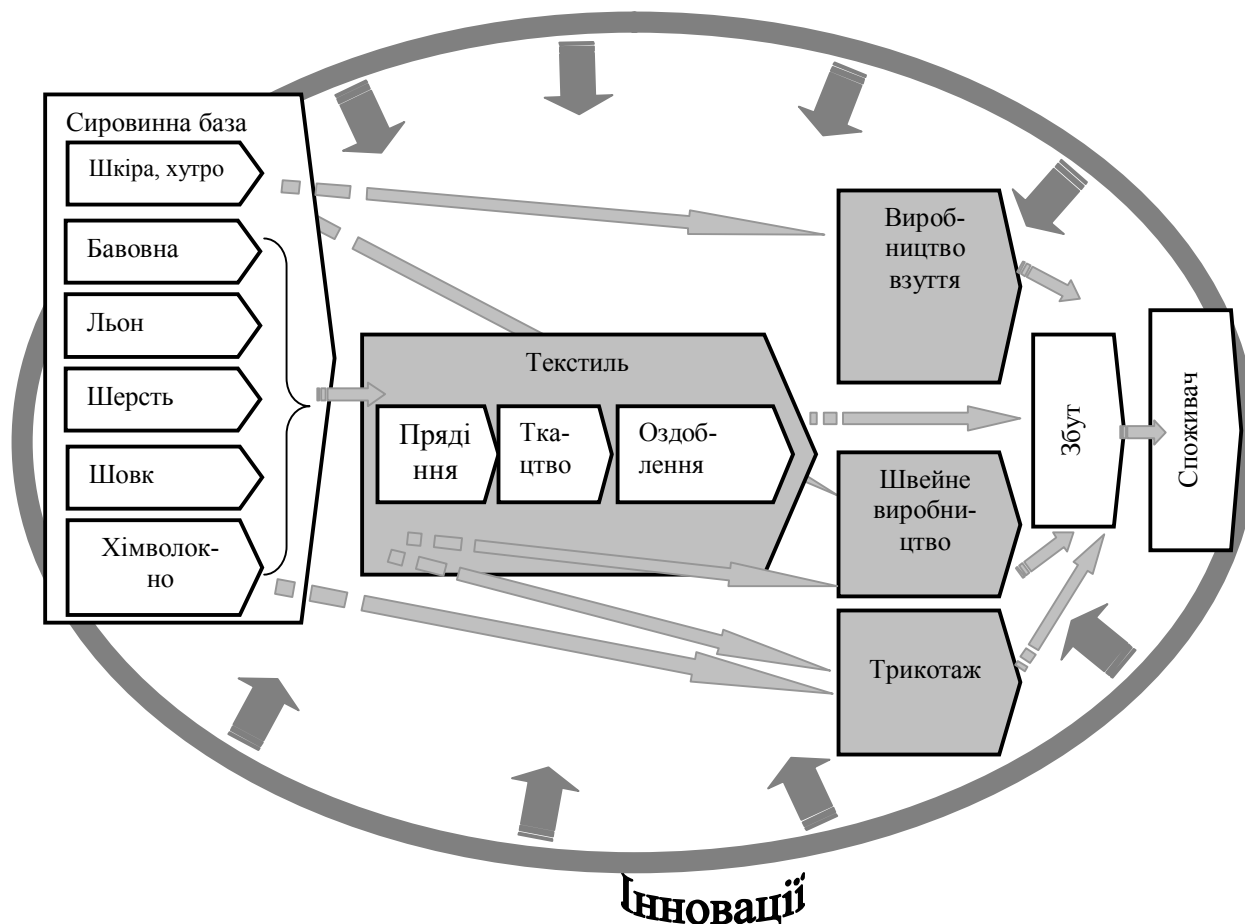 Сировинна база
Шкіра, хутро
Бавовна
Льон
Шерсть
Шовк
Хімволок-
но
Текстиль
Пряді
ння
Тка-
цтво
Оздоб-
лення
Вироб-
ництво
взуття
Швейне
виробни-
цтво
Трикотаж
Збут
Споживач
Інновації